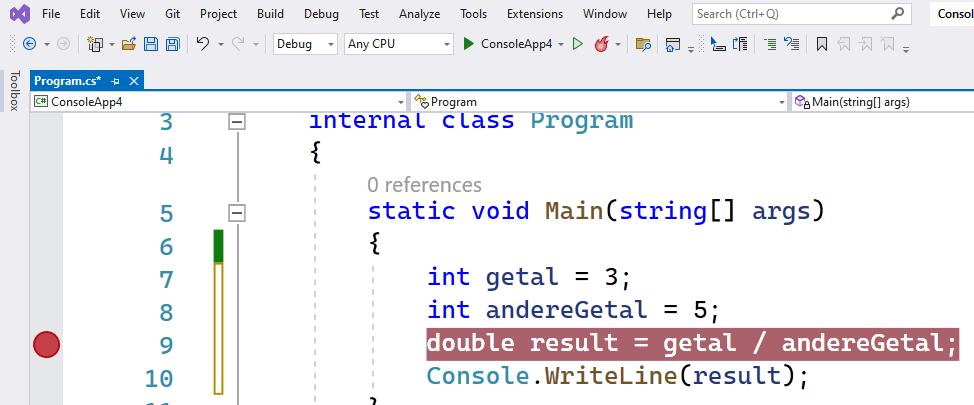 File Edit View Git Project Build Debug Test Analyze Program Extensions Window Help Search (Ctrl+Q) Consol
Debug Any CPU ConsoleApp4
Toolbox
Program.cs*
C# ConsoleApp4 Program Main(string[] args)
3 internal class Program
4 {
0 references
5 static void Main(string[] args)
6 {
7 int getal = 3;
8 int andereGetal = 5;
9 double result = getal / andereGetal;
10 Console.WriteLine(result);
11 }